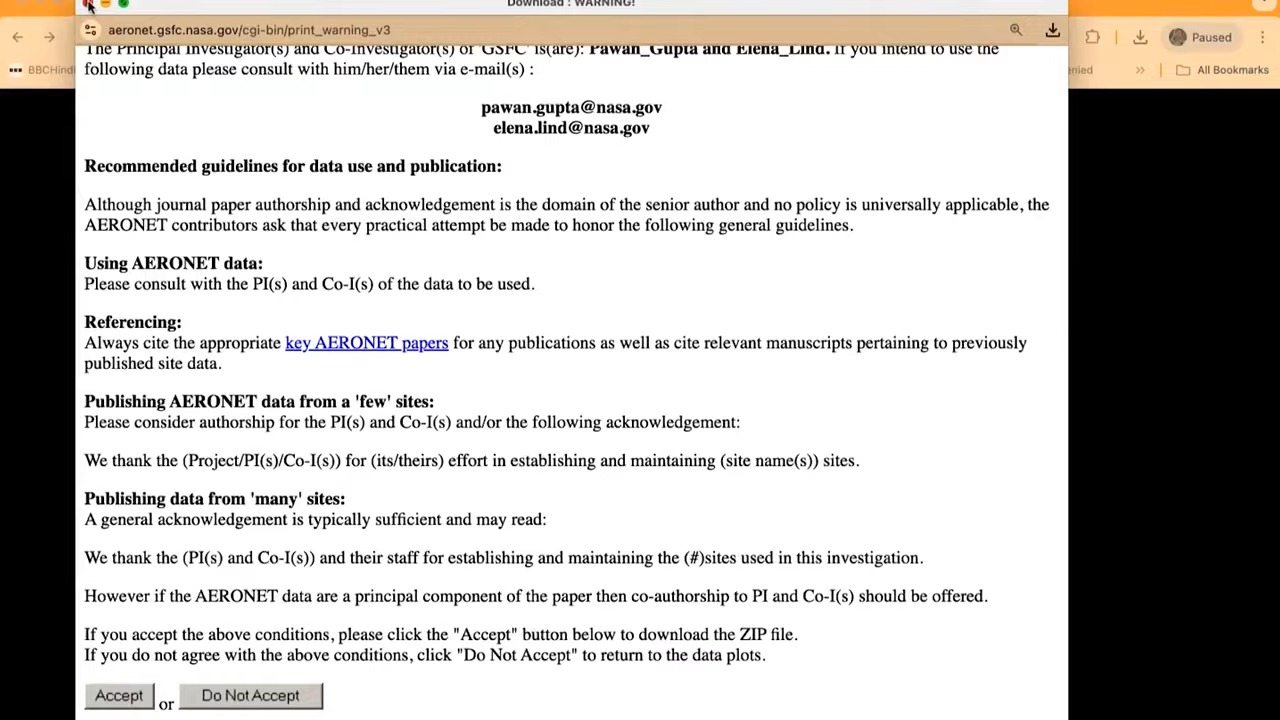 Download : WARNING!
aeronet.gsfc.nasa.gov/cgi-bin/print_warning_v3
Paused
BBCHindi
enied
»
All Bookmarks
The Principal Investigator(s) and Co-Investigator(s) of 'GSFC' is(are): Pawan_Gupta and Elena_Lind. If you intend to use the
following data please consult with him/her/them via e-mail(s) :
pawan.gupta@nasa.gov
elena.lind@nasa.gov
Recommended guidelines for data use and publication:
Although journal paper authorship and acknowledgement is the domain of the senior author and no policy is universally applicable, the
AERONET contributors ask that every practical attempt be made to honor the following general guidelines.
Using AERONET data:
Please consult with the PI(s) and Co-I(s) of the data to be used.
Referencing:
Always cite the appropriate key AERONET papers for any publications as well as cite relevant manuscripts pertaining to previously
published site data.
Publishing AERONET data from a 'few' sites:
Please consider authorship for the PI(s) and Co-I(s) and/or the following acknowledgement:
We thank the (Project/PI(s)/Co-I(s)) for (its/theirs) effort in establishing and maintaining (site name(s)) sites.
Publishing data from 'many' sites:
A general acknowledgement is typically sufficient and may read:
We thank the (PI(s) and Co-I(s)) and their staff for establishing and maintaining the (#)sites used in this investigation.
However if the AERONET data are a principal component of the paper then co-authorship to PI and Co-I(s) should be offered.
If you accept the above conditions, please click the "Accept" button below to download the ZIP file.
If you do not agree with the above conditions, click "Do Not Accept" to return to the data plots.
Accept or Do Not Accept